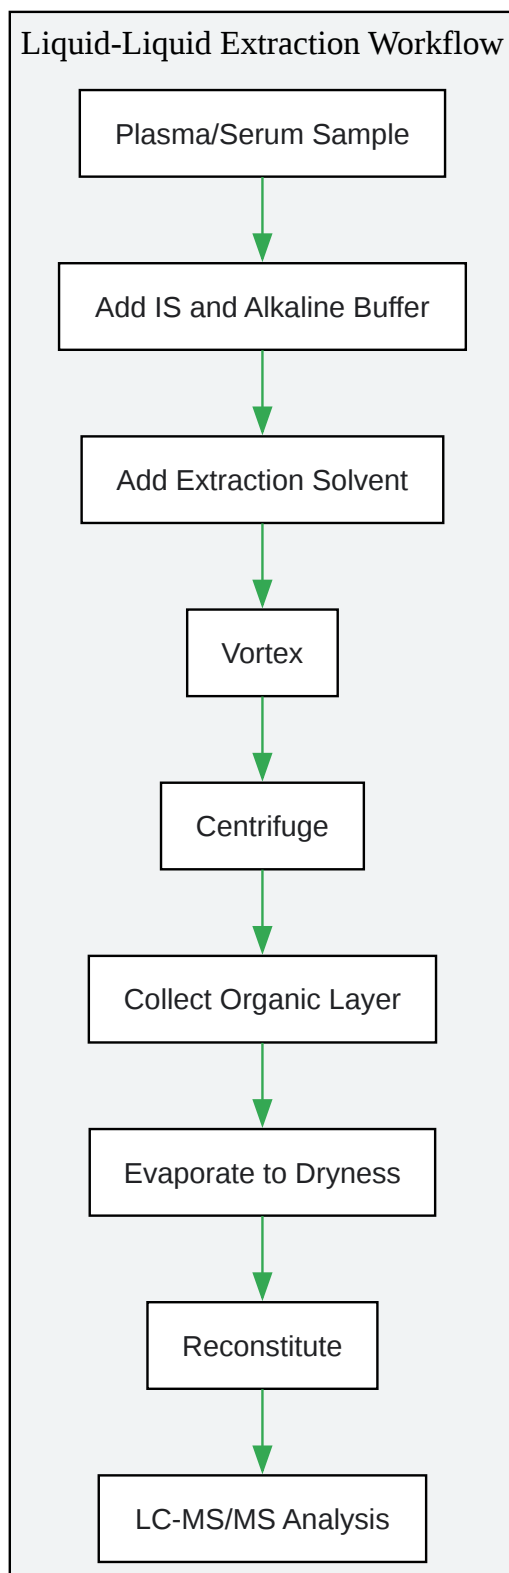 Liquid-Liquid Extraction Workflow
Plasma/Serum Sample
Add IS and Alkaline Buffer
Add Extraction Solvent
Vortex
Centrifuge
Collect Organic Layer
Evaporate to Dryness
Reconstitute
LC-MS/MS Analysis